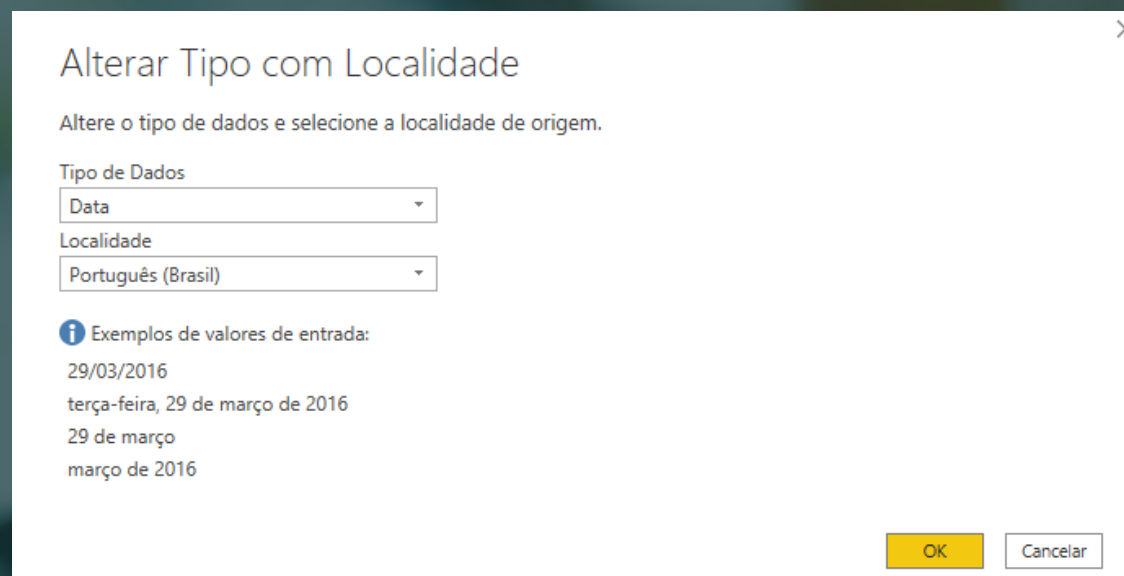 Alterar Tipo com Localidade
Altere o tipo de dados e selecione a localidade de origem.
Tipo de Dados
Data
Localidade
Português (Brasil)
Exemplos de valores de entrada:
29/03/2016
terça-feira, 29 de março de 2016
29 de março
março de 2016
OK Cancelar